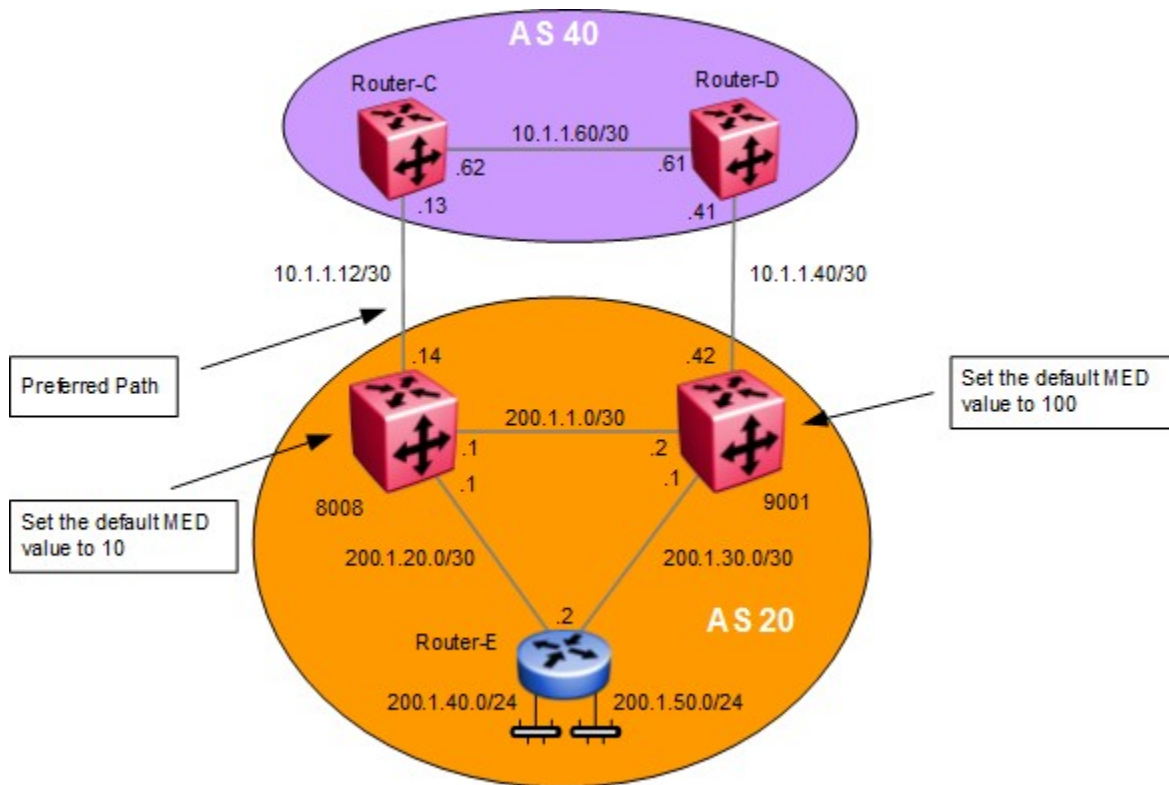 AS 40
Router-C
Router-D
10.1.1.60/30
.62
.61
.13
.41
10.1.1.12/30
10.1.1.40/30
Preferred Path
.14
.42
Set the default MED
value to 100
200.1.1.0/30
.1
.2
.1
.1
8008
9001
Set the default MED
value to 10
200.1.20.0/30
200.1.30.0/30
.2
AS 20
Router-E
200.1.40.0/24
200.1.50.0/24